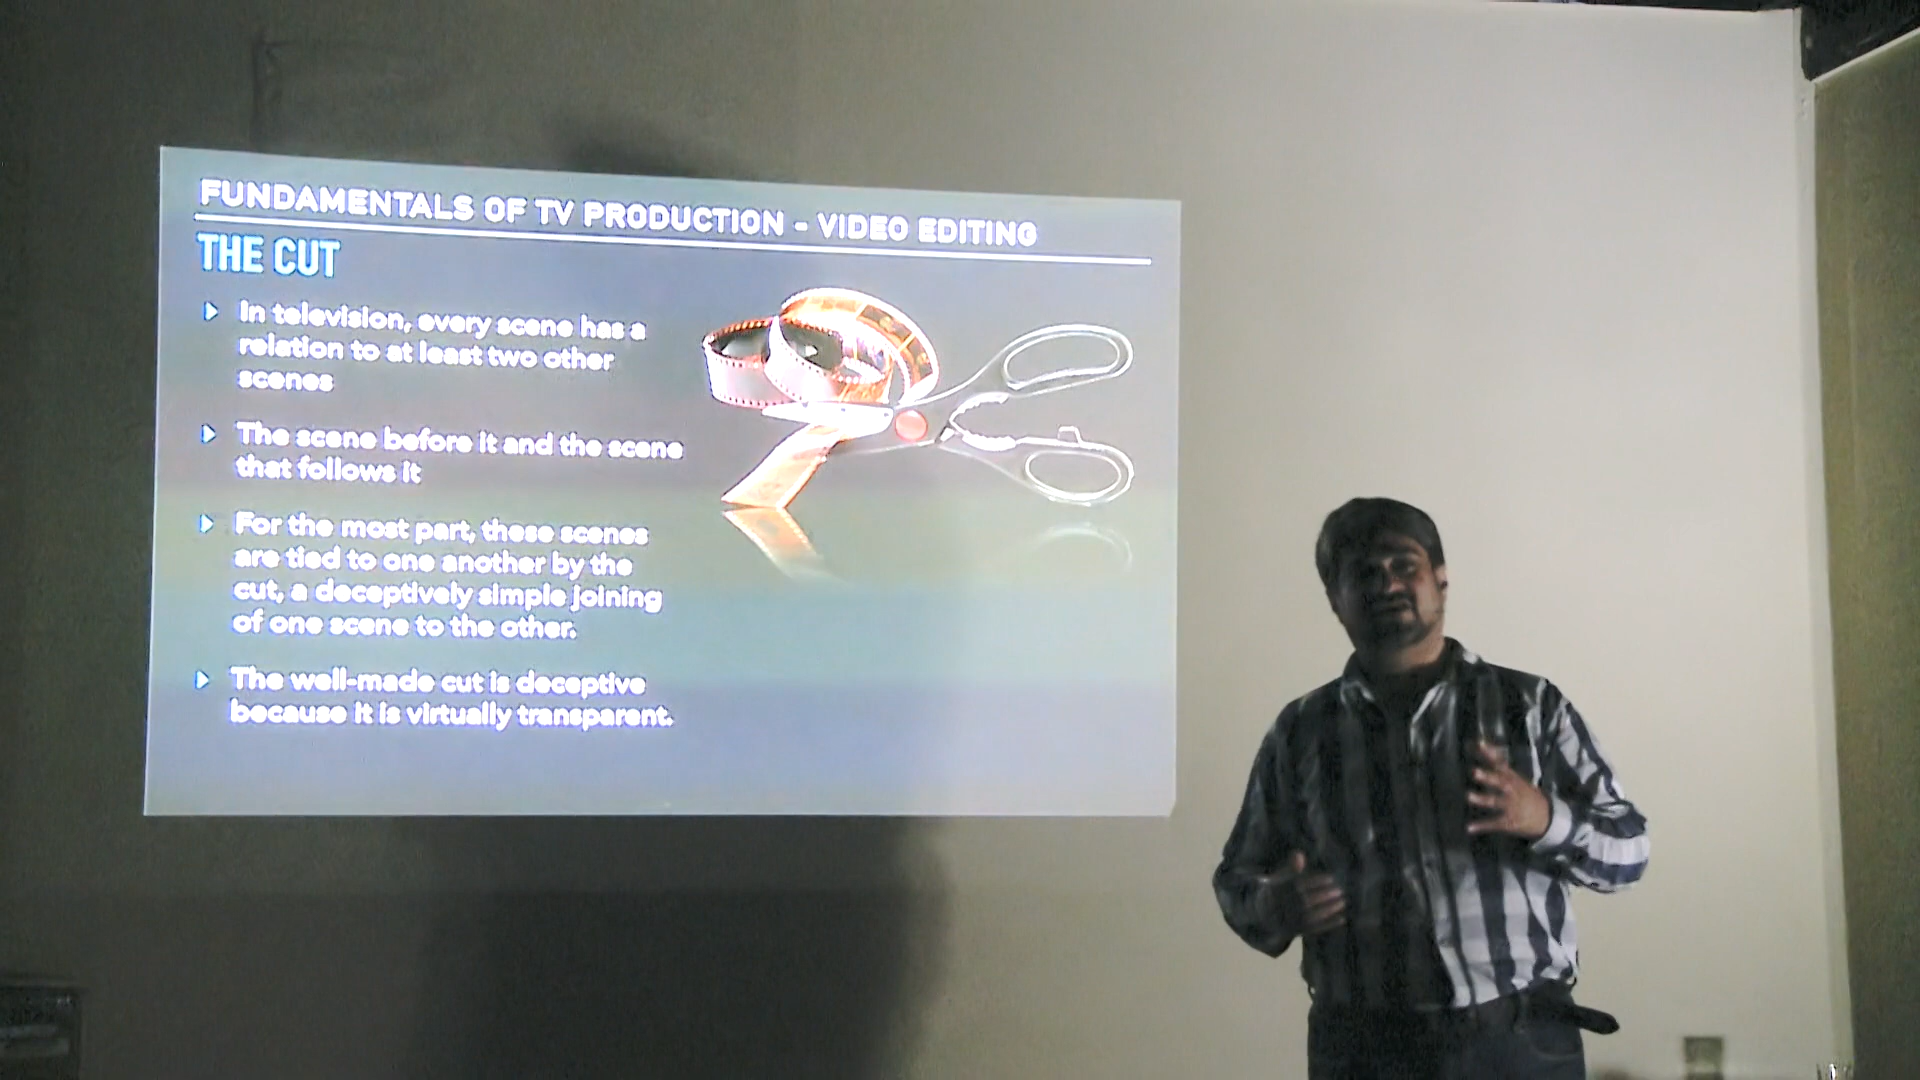 FUNDAMENTALS OF TV PRODUCTION - VIDEO EDITING
THE CUT
In television, every scene has a
relation to at least two other
scenes
The scene before it and the scene
that follows it
For the most part, these scenes
are tied to one another by the
cut, a deceptively simple joining
of one scene to the other.
The well-made cut is deceptive
because it is virtually transparent.